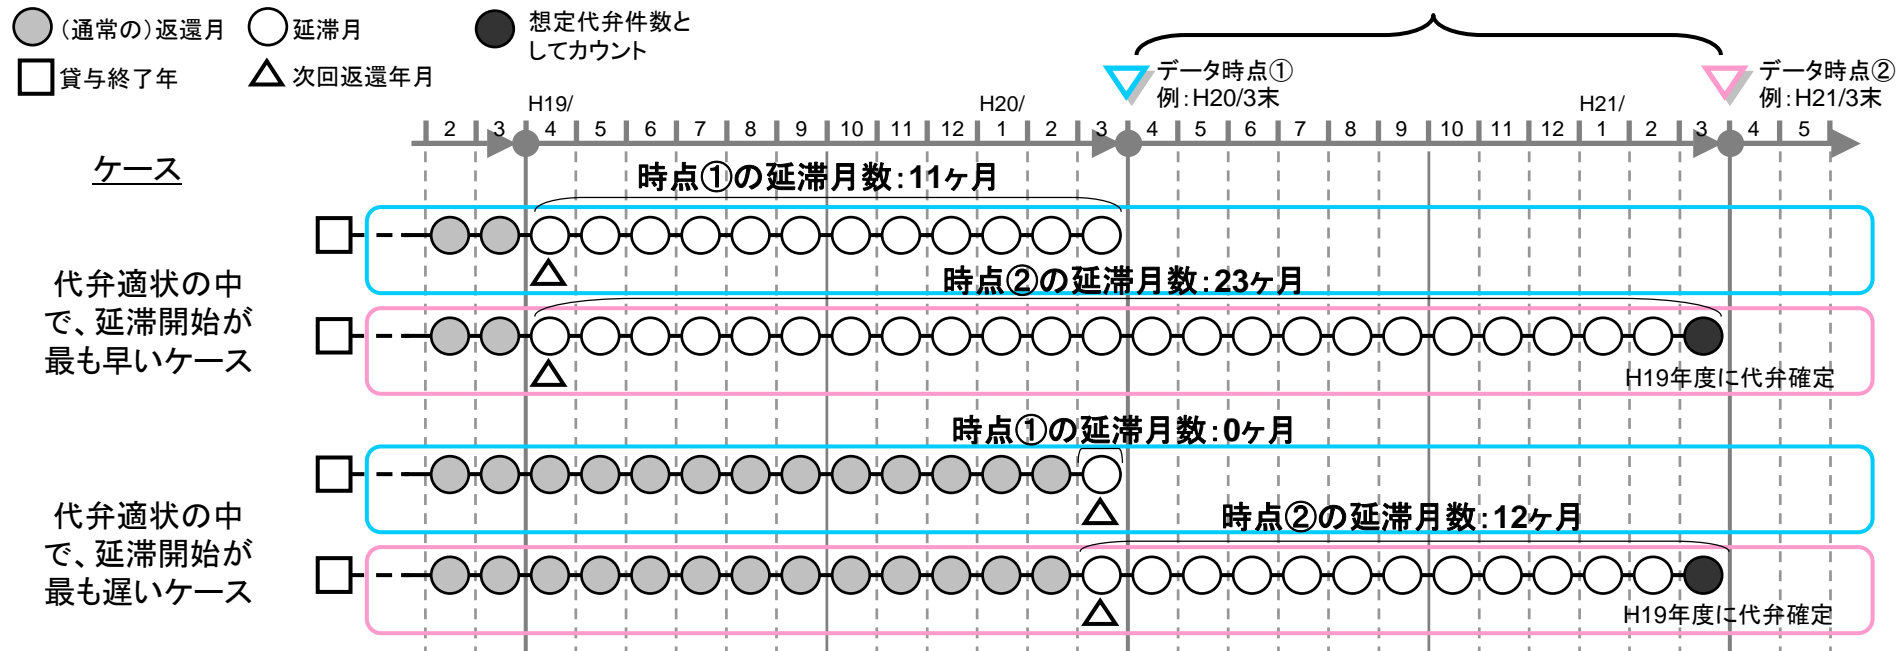 (通常の)返還月
延滞月
想定代弁件数と
してカウント
貸与終了年
次回返還年月
データ時点①
例:H20/3末
データ時点②
例:H21/3末
H19/
H20/
H21/
2 3 4 5 6 7 8 9 10 11 12 1 2 3 4 5 6 7 8 9 10 11 12 1 2 3 4 5
ケース
時点①の延滞月数:11ヶ月
代弁適状の中
で、延滞開始が
最も早いケース
時点②の延滞月数:23ヶ月
H19年度に代弁確定
時点①の延滞月数:0ヶ月
代弁適状の中
で、延滞開始が
最も遅いケース
時点②の延滞月数:12ヶ月
H19年度に代弁確定